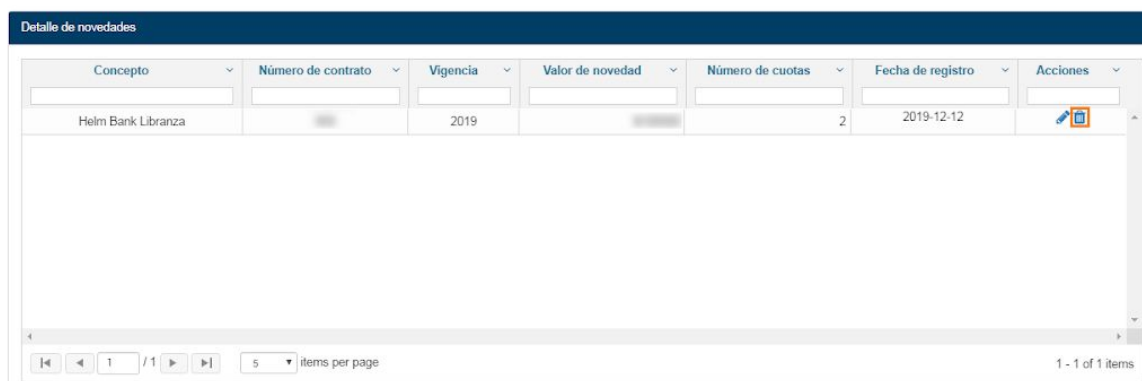 Detalle de novedades
Concepto Número de contrato Vigencia Valor de novedad Número de cuotas Fecha de registro Acciones
Helm Bank Libranza 2019 2 2019-12-12
1 / 1 5 items per page 1 - 1 of 1 items